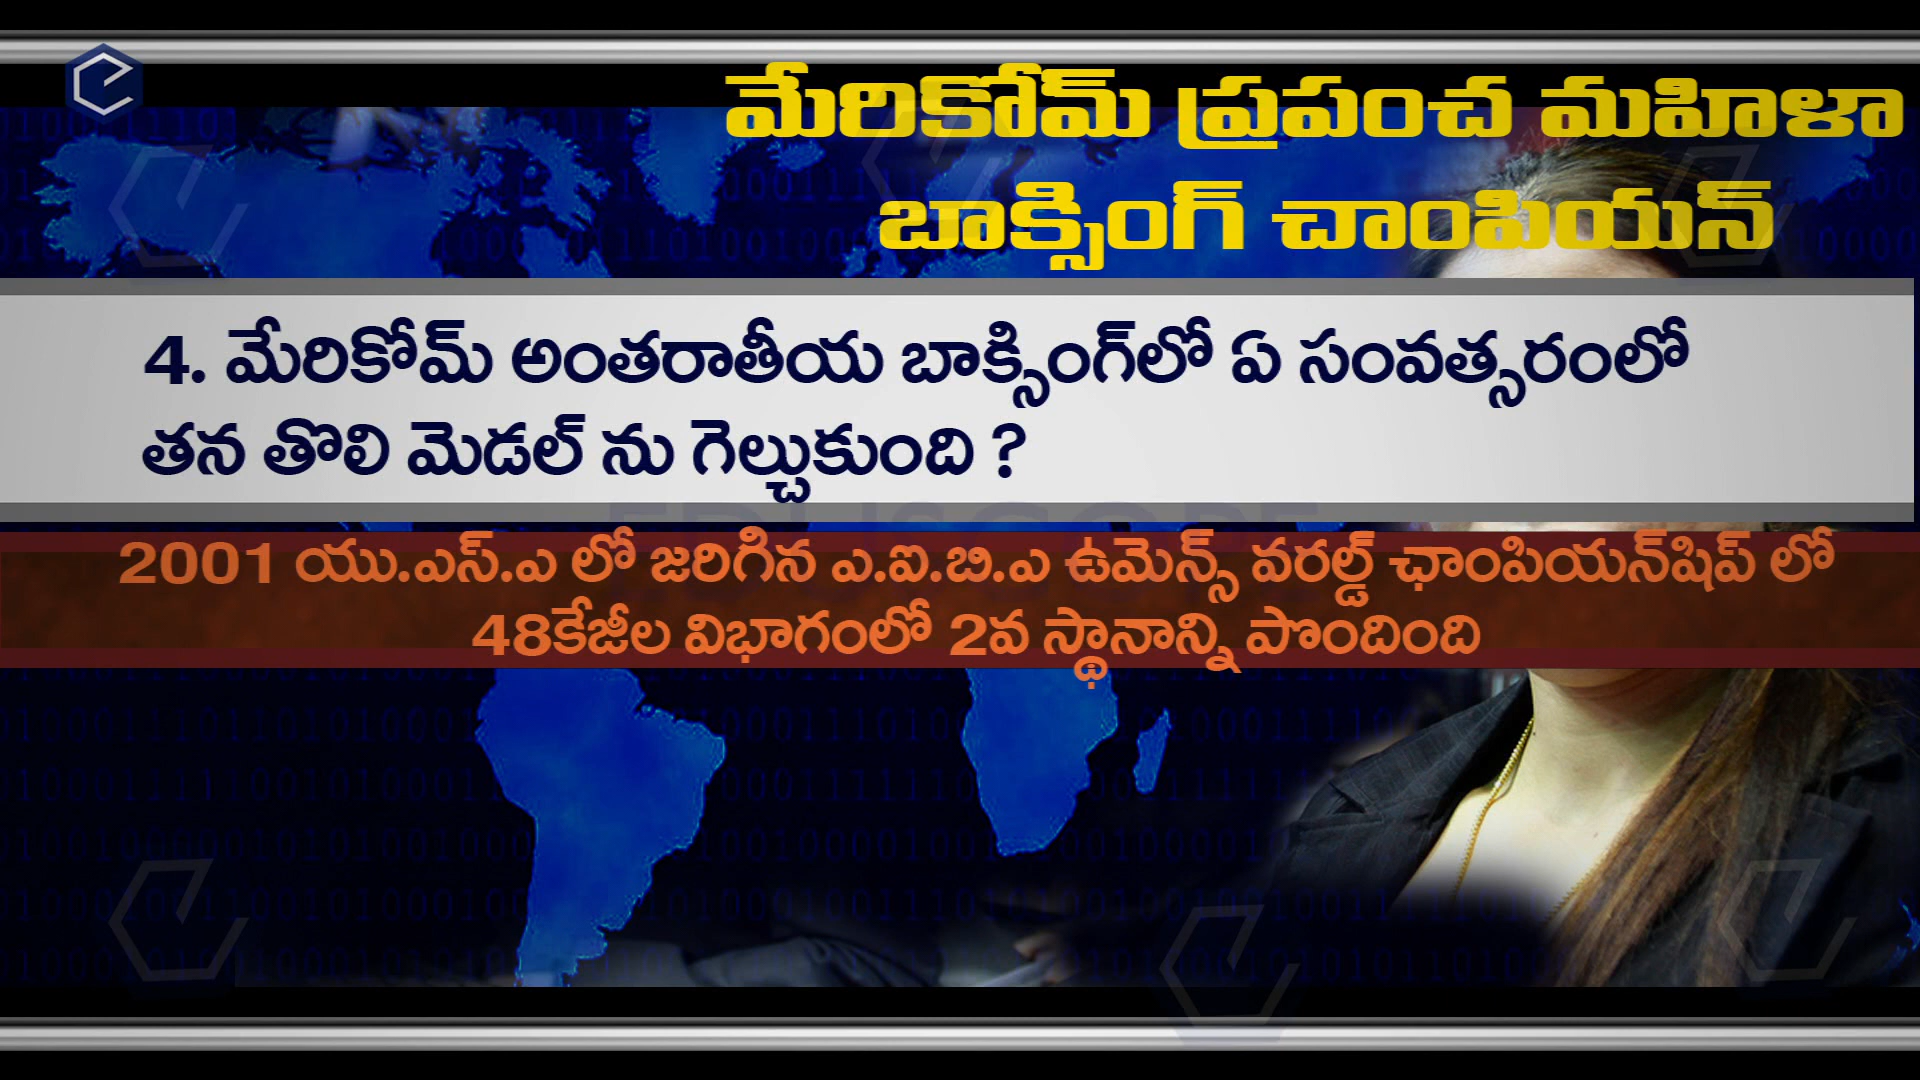 మేరికోమ్ ప్రపంచ మహిళా
బాక్సింగ్ చాంపియన్
4. మేరికోమ్ అంతరాతీయ బాక్సింగ్‌లో ఏ సంవత్సరంలో
తన తొలి మెడల్ ను గెల్చుకుంది ?
2001 యు.ఎస్.ఎ లో జరిగిన ఎ.ఐ.బి.ఎ ఉమెన్స్ వరల్డ్ ఛాంపియన్‌షిప్ లో
48కేజీల విభాగంలో 2వ స్థానాన్ని పొందింది